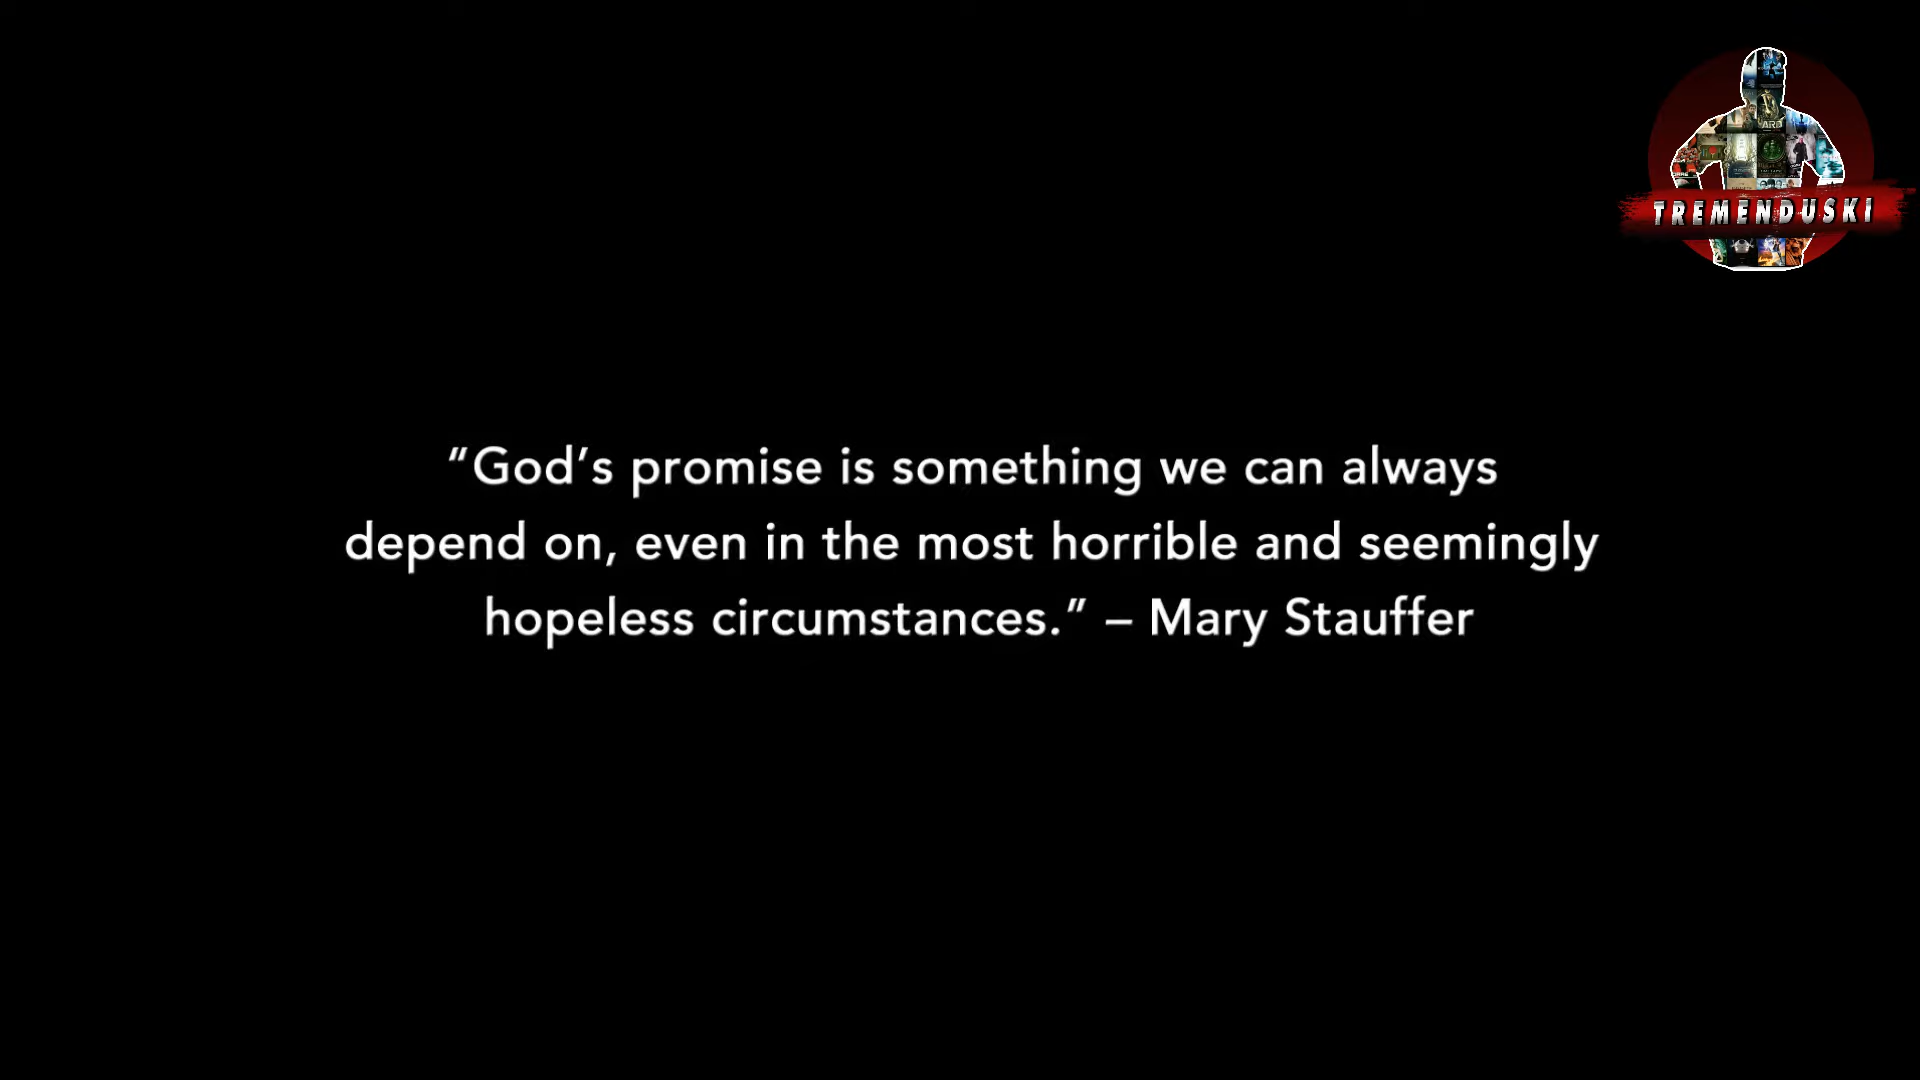 TREMENDUSKI
“God’s promise is something we can always
depend on, even in the most horrible and seemingly
hopeless circumstances.” – Mary Stauffer